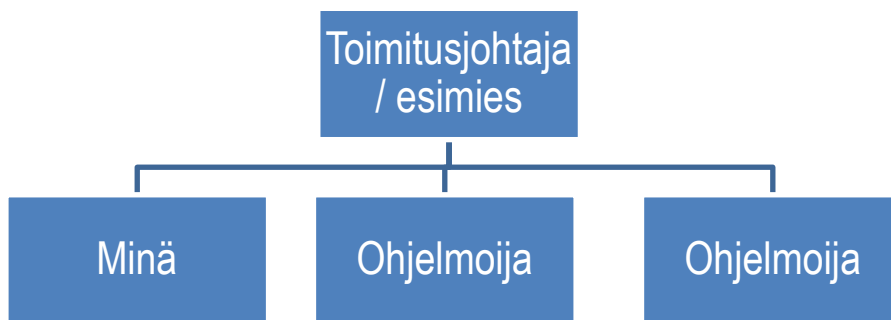 Toimitusjohtaja
/ esimies
Minä
Ohjelmoija
Ohjelmoija